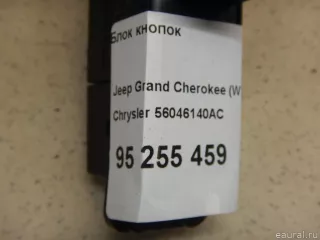 Блок кнопок
Jeep Grand Cherokee (W
Chrysler 56046140AC
95 255 459
eaural.ru